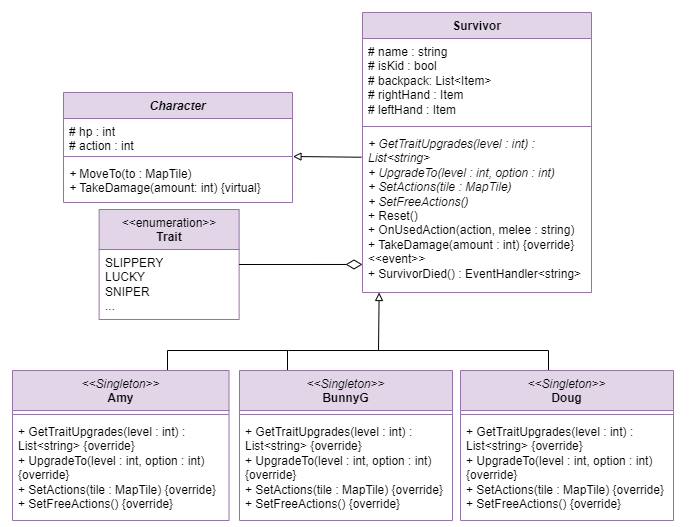 Survivor
# name : string
# isKid : bool
# backpack: List<Item>
# rightHand : Item
# leftHand : Item
+ GetTraitUpgrades(level : int) :
List<string>
+ UpgradeTo(level : int, option : int)
+ SetActions(tile : MapTile)
+ SetFreeActions()
+ Reset()
+ OnUsedAction(action, melee : string)
+ TakeDamage(amount : int) {override}
<<event>>
+ SurvivorDied() : EventHandler<string>
Character
# hp : int
# action : int
+ MoveTo(to : MapTile)
+ TakeDamage(amount: int) {virtual}
<<enumeration>>
Trait
SLIPPERY
LUCKY
SNIPER
...
<<Singleton>>
Amy
+ GetTraitUpgrades(level : int) :
List<string> {override}
+ UpgradeTo(level : int, option : int)
{override}
+ SetActions(tile : MapTile) {override}
+ SetFreeActions() {override}
<<Singleton>>
BunnyG
+ GetTraitUpgrades(level : int) :
List<string> {override}
+ UpgradeTo(level : int, option : int)
{override}
+ SetActions(tile : MapTile) {override}
+ SetFreeActions() {override}
<<Singleton>>
Doug
+ GetTraitUpgrades(level : int) :
List<string> {override}
+ UpgradeTo(level : int, option : int)
{override}
+ SetActions(tile : MapTile) {override}
+ SetFreeActions() {override}